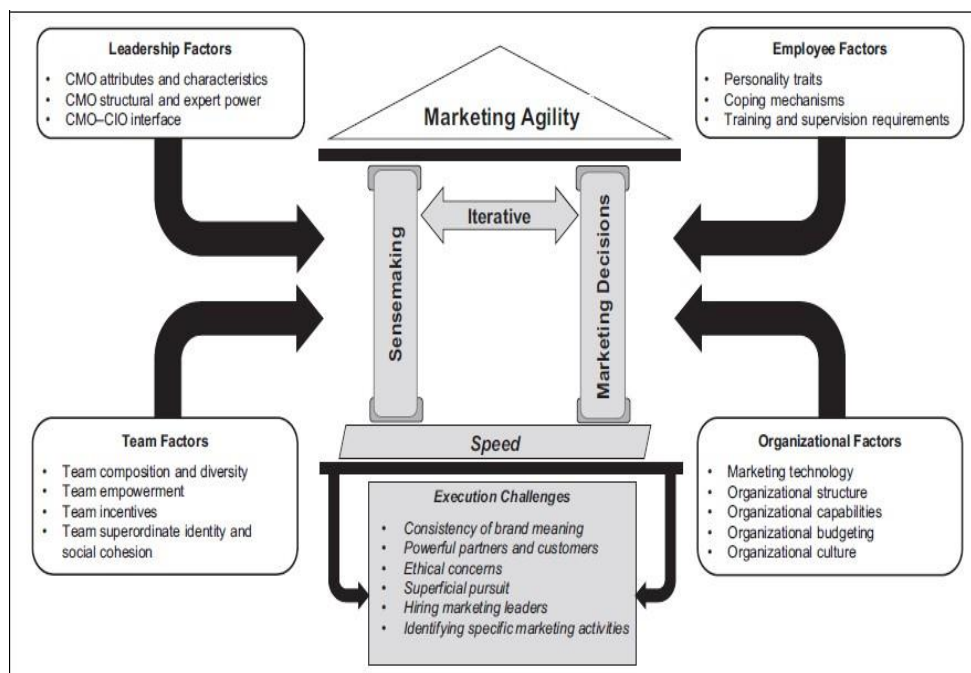 Leadership Factors
• CMO attributes and characteristics
• CMO structural and expert power
• CMO–CIO interface
Marketing Agility
Employee Factors
• Personality traits
• Coping mechanisms
• Training and supervision requirements
Sensemaking
Iterative
Marketing Decisions
Speed
Team Factors
• Team composition and diversity
• Team empowerment
• Team incentives
• Team superordinate identity and
social cohesion
Execution Challenges
• Consistency of brand meaning
• Powerful partners and customers
• Ethical concerns
• Superficial pursuit
• Hiring marketing leaders
• Identifying specific marketing activities
Organizational Factors
• Marketing technology
• Organizational structure
• Organizational capabilities
• Organizational budgeting
• Organizational culture